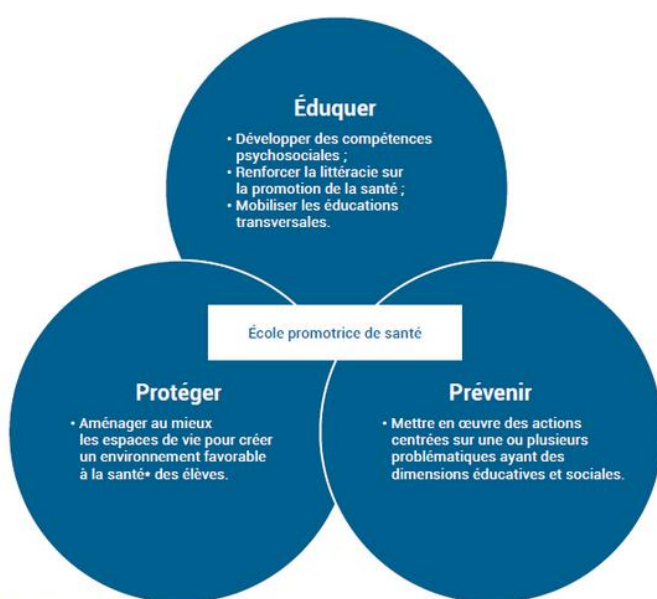 Éduquer
• Développer des compétences
psychosociales ;
• Renforcer la littéracie sur
la promotion de la santé ;
• Mobiliser les éducations
transversales.
École promotrice de santé
Protéger
• Aménager au mieux
les espaces de vie pour créer
un environnement favorable
à la santé* des élèves.
Prévenir
• Mettre en œuvre des actions
centrées sur une ou plusieurs
problématiques ayant des
dimensions éducatives et sociales.